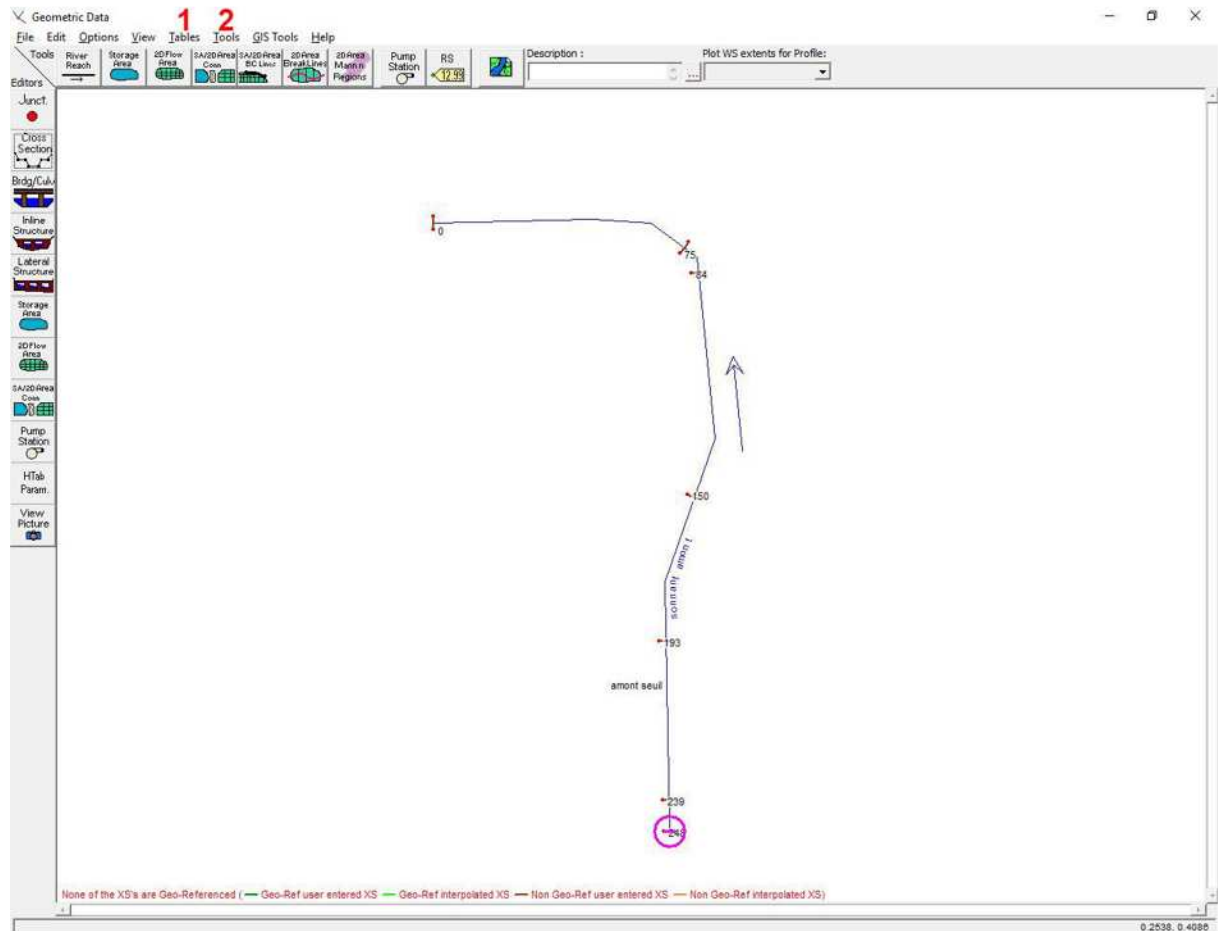 Geometric Data
1 2
File Edit Options View Tables Tools GIS Tools Help
Tools
Editors
River Reach
Storage Area
2D Flow Area
SA/2D Area Conn
SA/2D Area BC Lines
2D Area BreakLines
2D Area Mann n Regions
Pump Station
RS
12.99
Description :
...
Plot WS extents for Profile:
Junct.
Cross Section
Brdg/Culv
Inline Structure
Lateral Structure
Storage Area
2D Flow Area
SA/2D Area Conn
Pump Station
HTab Param.
View Picture
0
75
84
150
193
amont seuil
239
248
None of the XS's are Geo-Referenced ( Geo-Ref user entered XS Geo-Ref interpolated XS Non Geo-Ref user entered XS Non Geo-Ref interpolated XS)
0.2538, 0.4086